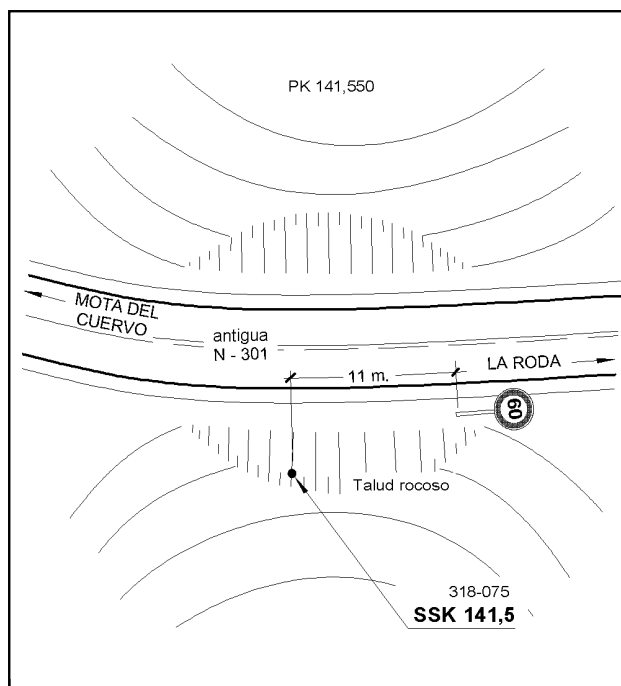 PK 141,550
MOTA DEL
CUERVO
antigua
N - 301
11 m.
LA RODA
60
Talud rocoso
318-075
SSK 141,5